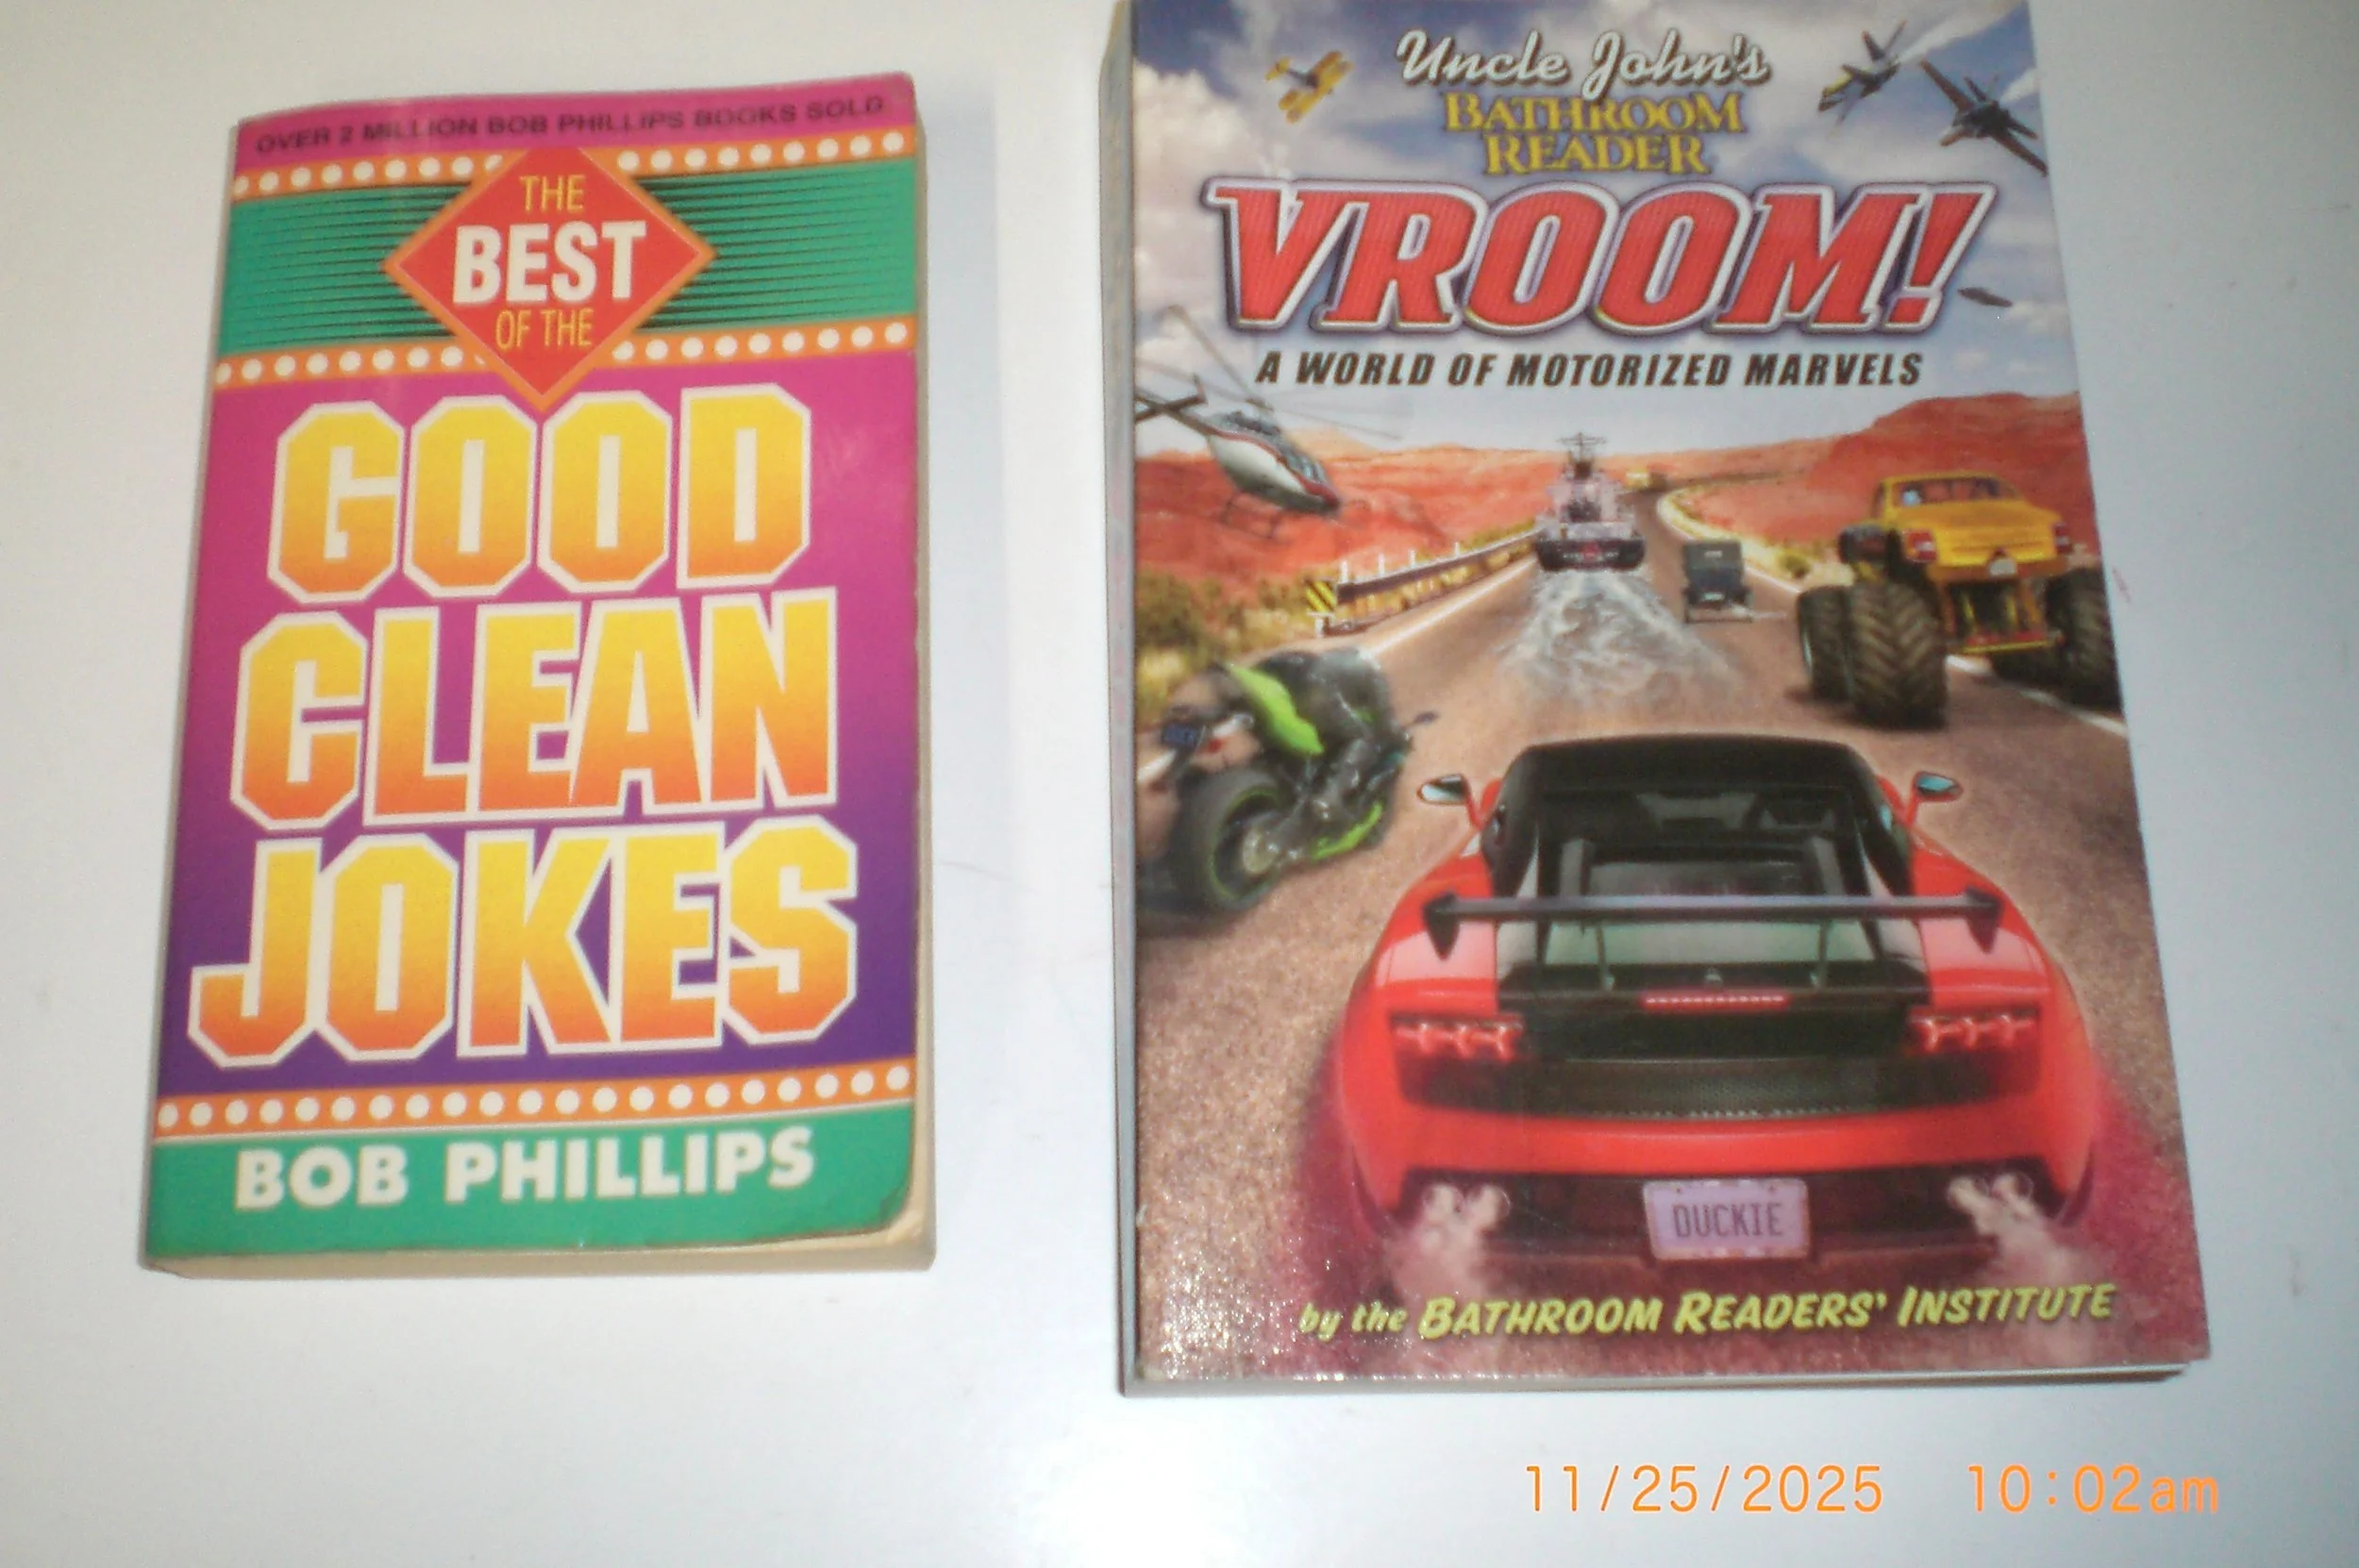 OVER 2 MILLION BOB PHILLIPS BOOKS SOLD
THE
BEST
OF THE
GOOD
CLEAN
JOKES
BOB PHILLIPS
Uncle John's
BATHROOM
READER
VROOM!
A WORLD OF MOTORIZED MARVELS
DUCKIE
by the BATHROOM READERS' INSTITUTE
11/25/2025 10:02am